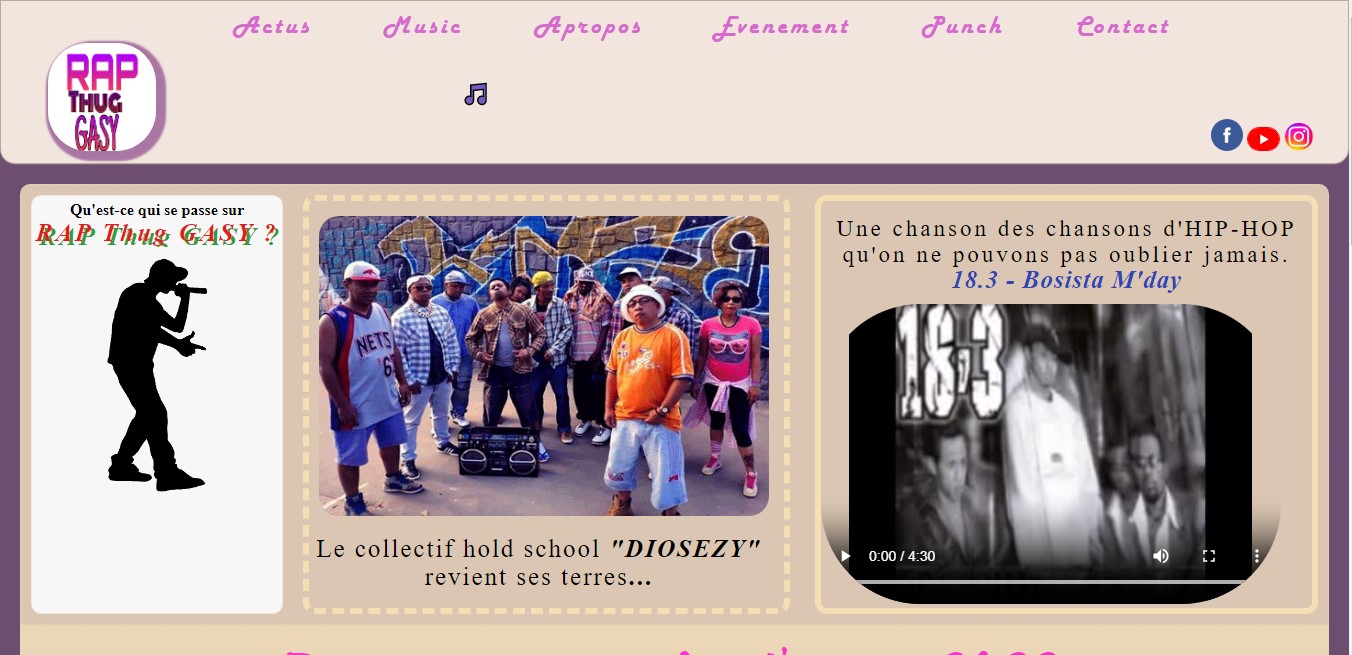 Actus Music Apropos Evenement Punch Contact
RAP
THUG
GASY
Qu'est-ce qui se passe sur
RAP Thug GASY ?
NETS
Le collectif hold school "DIOSEZY"
revient ses terres...
Une chanson des chansons d'HIP-HOP
qu'on ne pouvons pas oublier jamais.
18.3 - Bosista M'day
18,3
0:00 / 4:30